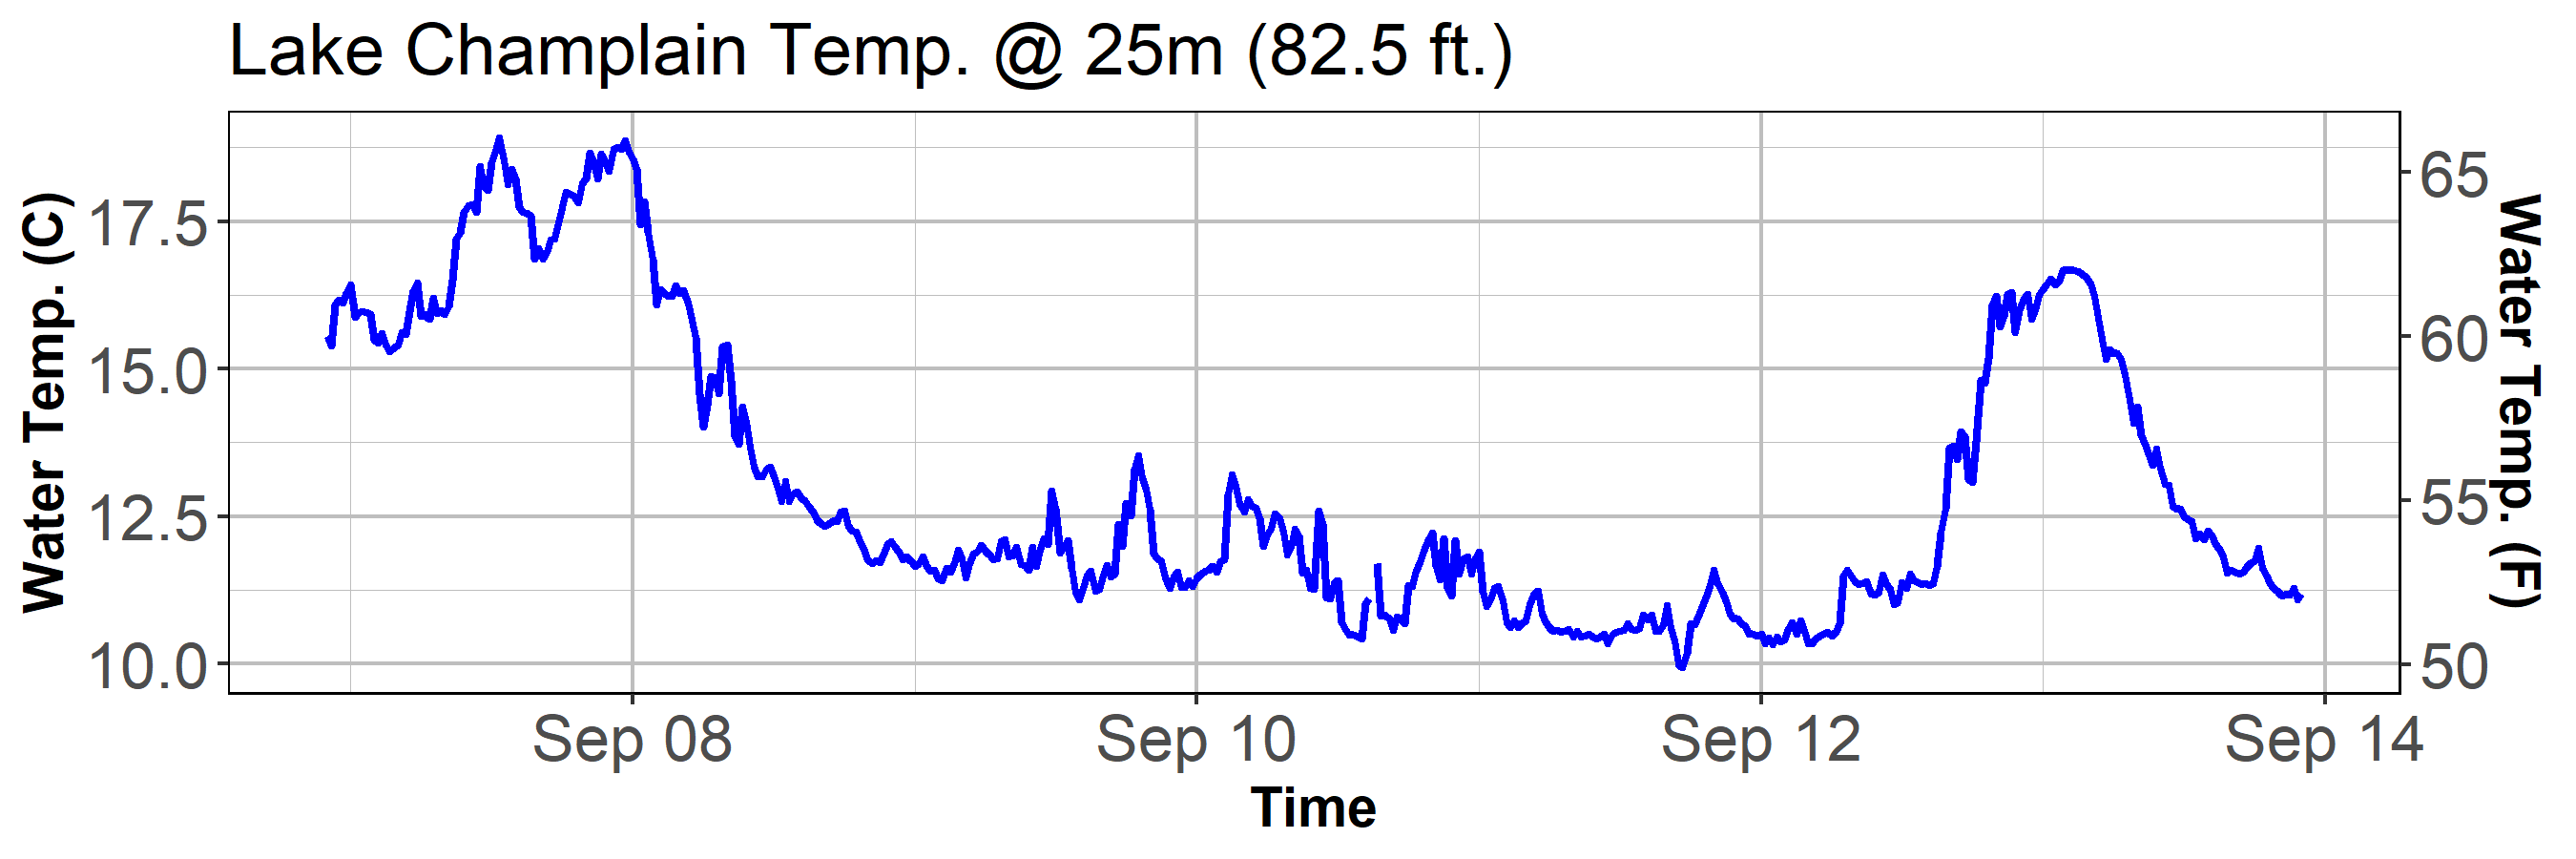 Lake Champlain Temp. @ 25m (82.5 ft.)
Water Temp. (C)
17.5
15.0
12.5
10.0
65
60
55
50
Water Temp. (F)
Sep 08
Sep 10
Sep 12
Sep 14
Time